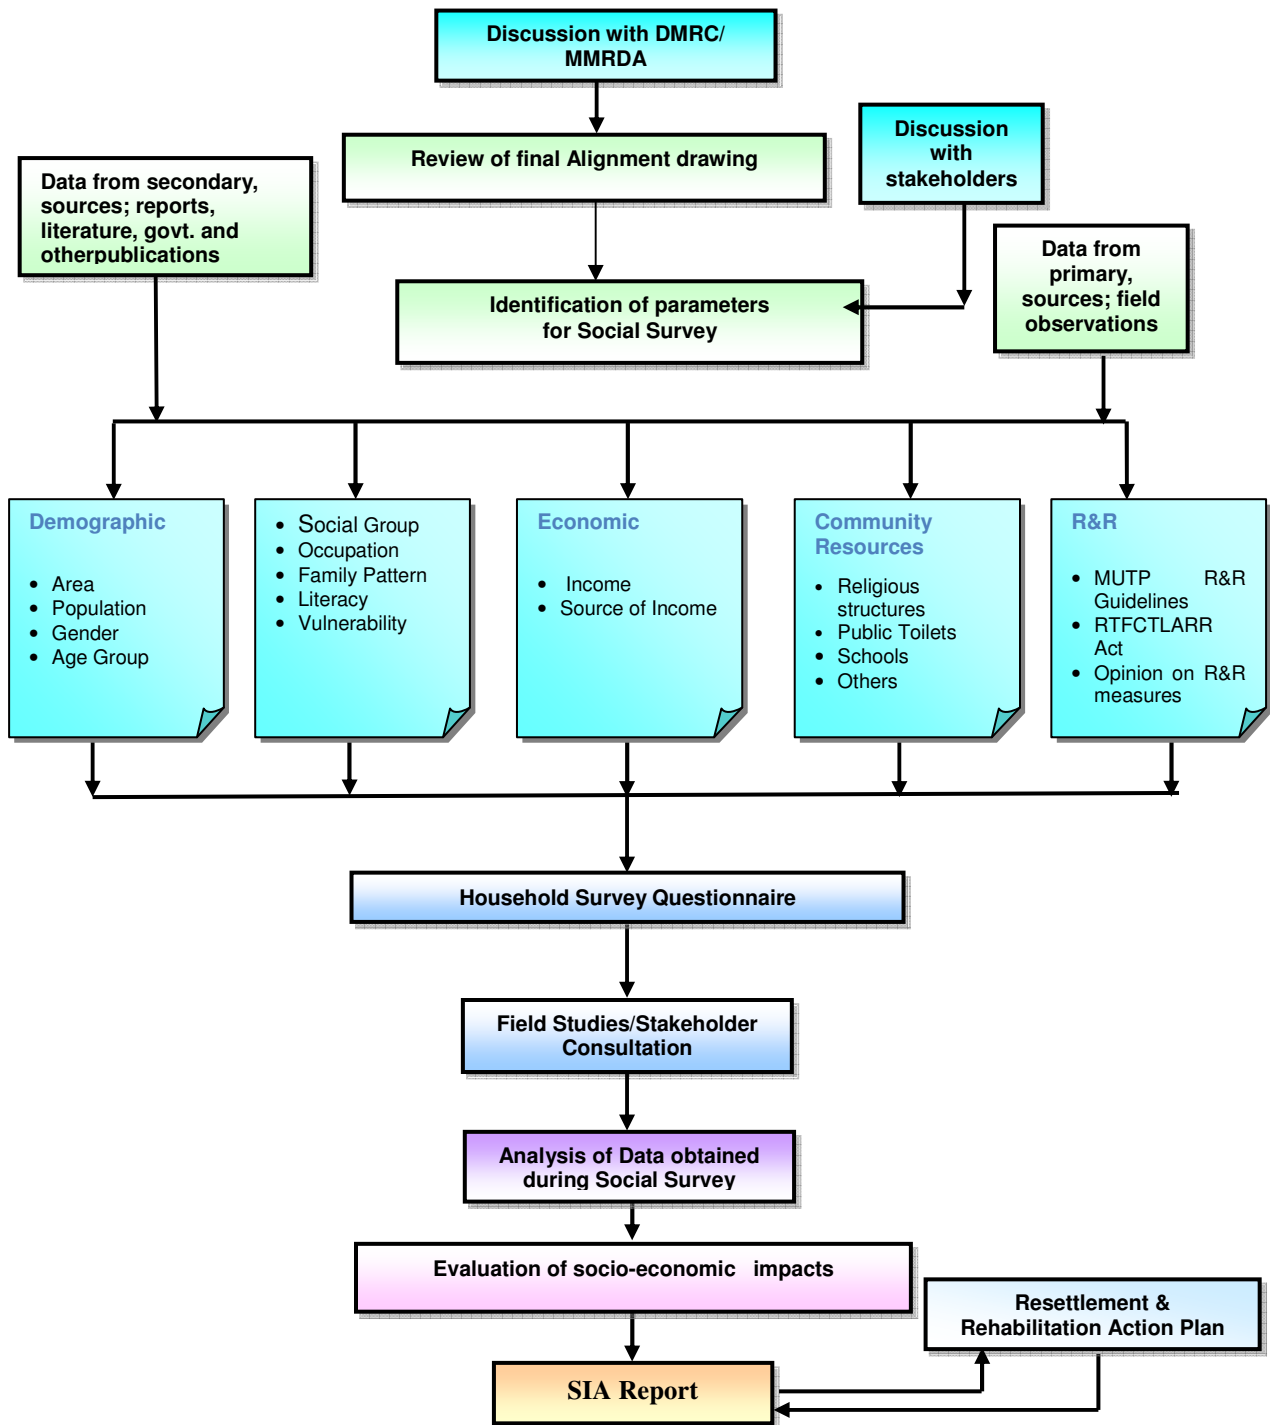 Discussion with DMRC/
MMRDA
Review of final Alignment drawing
Discussion
with
stakeholders
Data from secondary,
sources; reports,
literature, govt. and
otherpublications
Data from
primary,
sources; field
observations
Identification of parameters
for Social Survey
Demographic
• Area
• Population
• Gender
• Age Group
• Social Group
• Occupation
• Family Pattern
• Literacy
• Vulnerability
Economic
• Income
• Source of Income
Community
Resources
• Religious
structures
• Public Toilets
• Schools
• Others
R&R
• MUTP R&R
Guidelines
• RTFCTLARR
Act
• Opinion on R&R
measures
Household Survey Questionnaire
Field Studies/Stakeholder
Consultation
Analysis of Data obtained
during Social Survey
Evaluation of socio-economic impacts
Resettlement &
Rehabilitation Action Plan
SIA Report